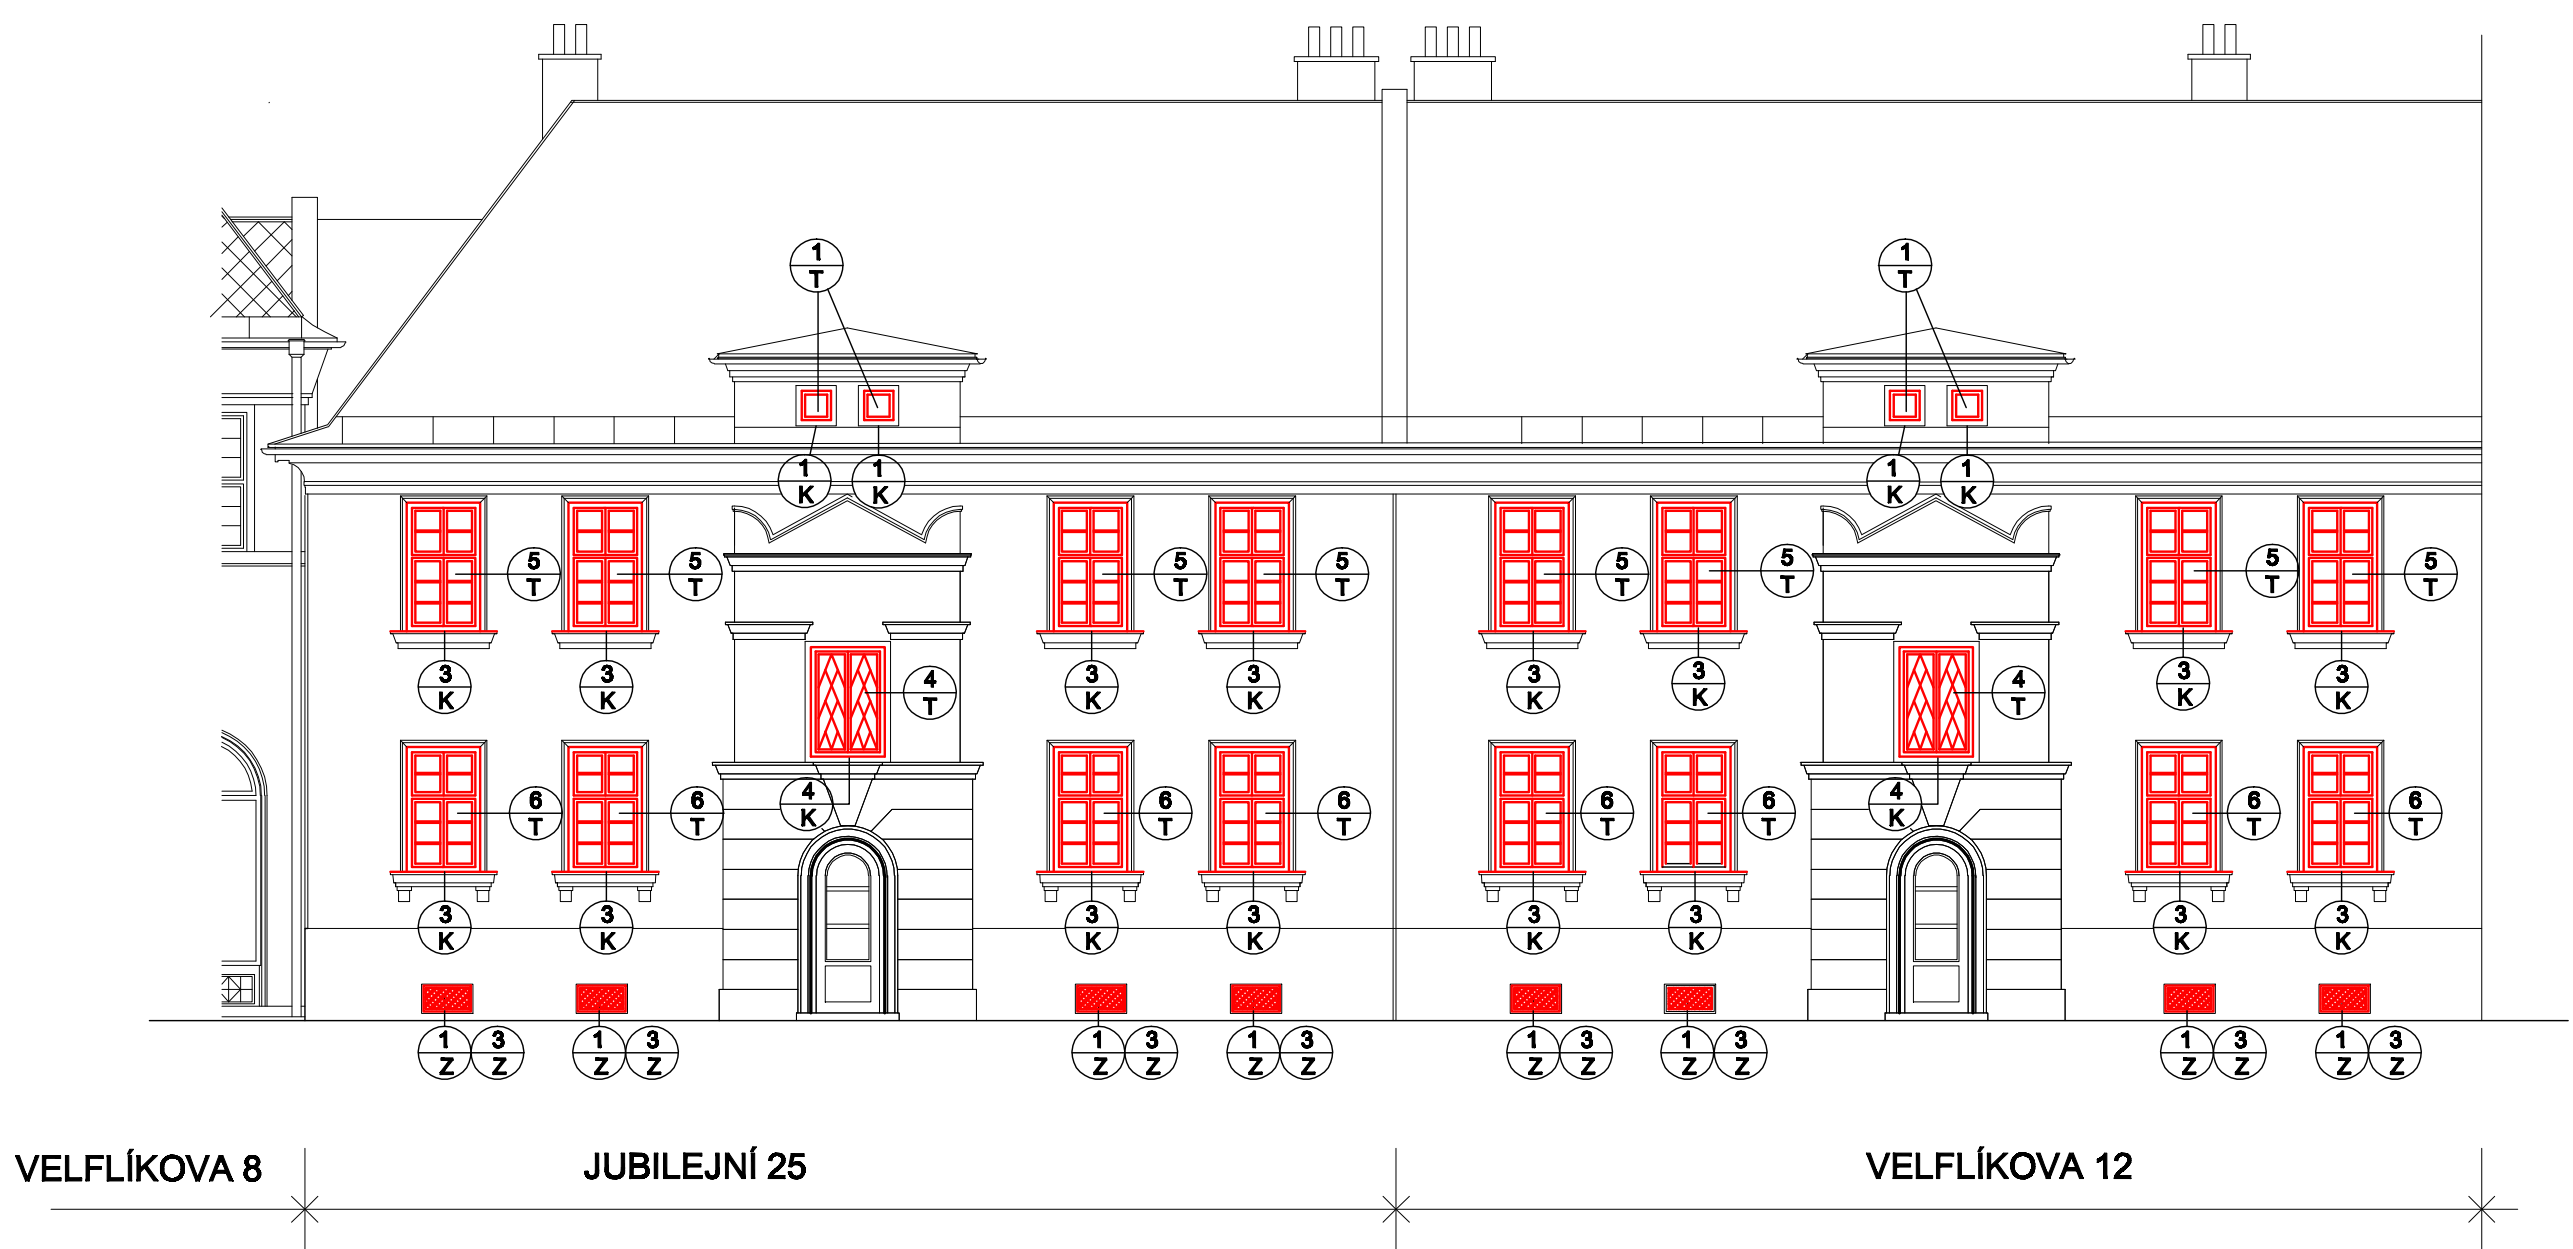 1 1
T T
1 1 1 1
K K K K
5 5 5 5 5 5 5 5
T T T T T T T T
3 3 3 3 3 3 3 3
K K K K K K K K
4 4
T T
4 4
K K
6 6 6 6 6 6 6 6
T T T T T T T T
3 3 3 3 3 3 3 3
K K K K K K K K
1 3 1 3 1 3 1 3 1 3 1 3 1 3 1 3
Z Z Z Z Z Z Z Z Z Z Z Z Z Z Z Z
VELFLÍKOVA 8 JUBILEJNÍ 25 VELFLÍKOVA 12